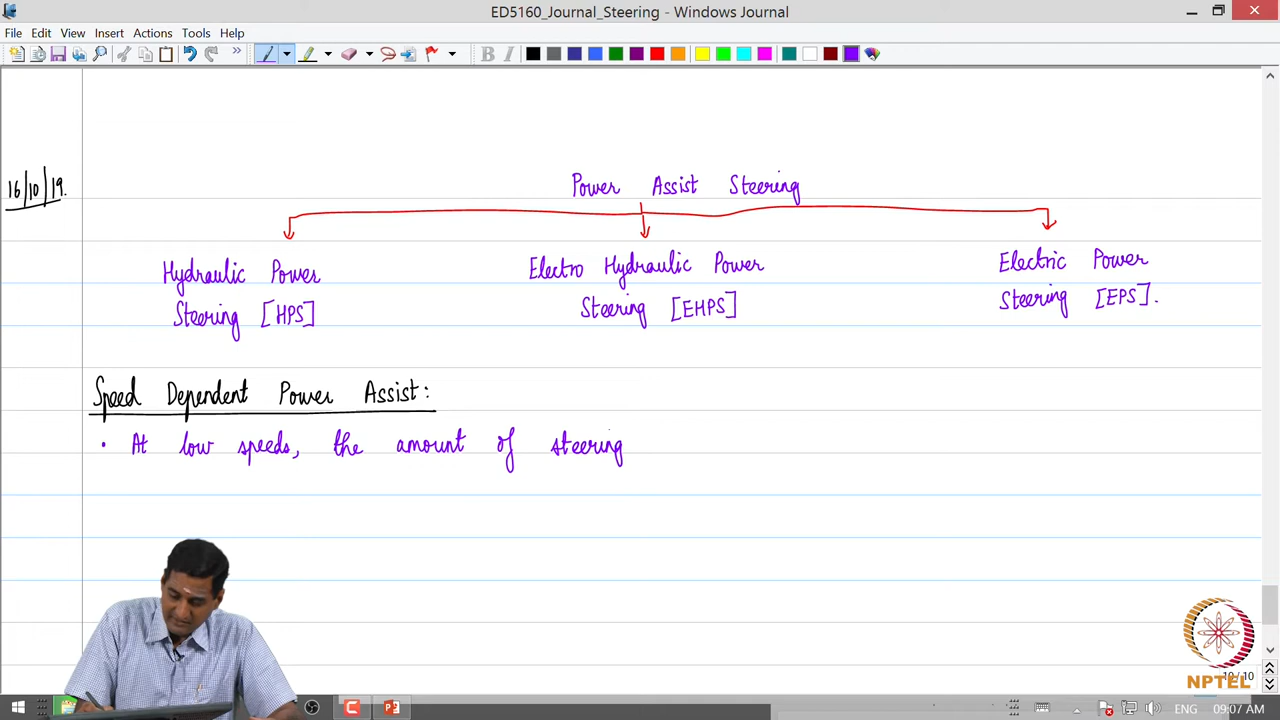 ED5160_Journal_Steering - Windows Journal
File Edit View Insert Actions Tools Help
16/10/19.
Power Assist Steering
Hydraulic Power
Steering [HPS]
Electro Hydraulic Power
Steering [EHPS]
Electric Power
Steering [EPS].
Speed Dependent Power Assist:
• At low speeds, the amount of steering
NPTEL
ENG 09:07 AM